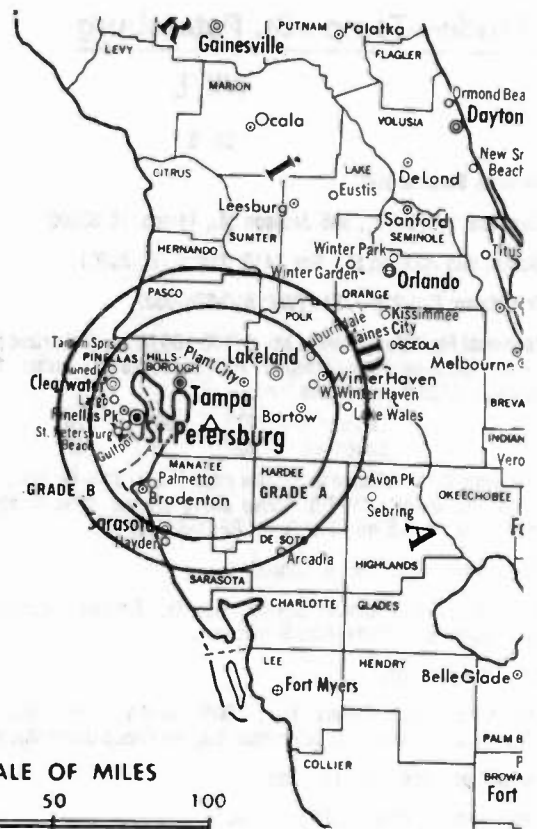 PUTNAM
Palatka
Gainesville
LEVY
FLAGLER
MARION
Ormond Bea
Ocala
VOLUSIA
Dayton
CITRUS
LAKE
DeLand
New Sr
Beach
Eustis
Leesburg
Sanford
SUMTER
SEMINOLE
HERNANDO
Winter Park
Titus
Winter Garden
Orlando
PASCO
ORANGE
POLK
Kissimmee
Haines City
OSCEOLA
PINELLAS
HILLS-
BOROUGH
Plant City
Lakeland
Melbourne
Clearwater
Tampa
Winter Haven
W. Winter Haven
Largo
BREVA
Pinellas Pk
Bartow
Lake Wales
St. Petersburg
St. Petersburg
Beach
Gulfport
INDIAN
MANATEE
HARDEE
Vero
GRADE B
Palmetto
GRADE A
Avon Pk
OKEECHOBEE
Bradenton
Sebring
A
Sarasota
DE SOTO
Hayden
Arcadia
HIGHLANDS
SARASOTA
CHARLOTTE
GLADES
LEE
HENDRY
Fort Myers
Belle Glade
PALM B
COLLIER
BROWA
ALE OF MILES
Fort
50
100